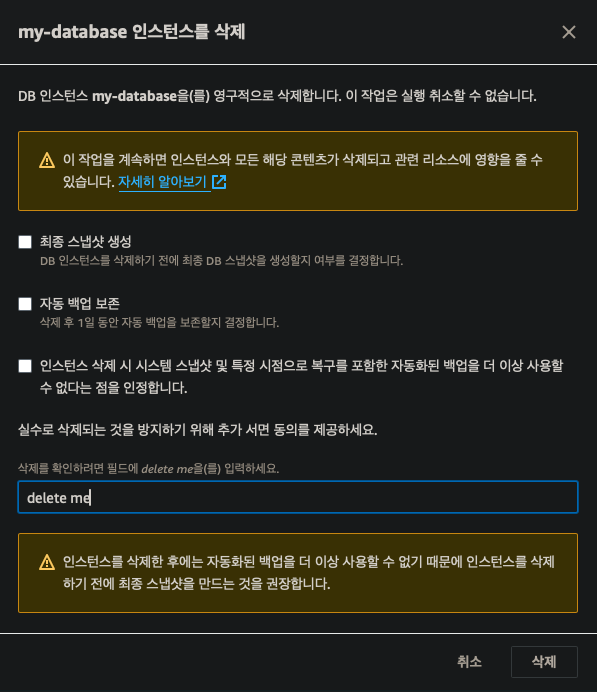 my-database 인스턴스를 삭제
DB 인스턴스 my-database을(를) 영구적으로 삭제합니다. 이 작업은 실행 취소할 수 없습니다.
이 작업을 계속하면 인스턴스와 모든 해당 콘텐츠가 삭제되고 관련 리소스에 영향을 줄 수
있습니다. 자세히 알아보기
최종 스냅샷 생성
DB 인스턴스를 삭제하기 전에 최종 DB 스냅샷을 생성할지 여부를 결정합니다.
자동 백업 보존
삭제 후 1일 동안 자동 백업을 보존할지 결정합니다.
인스턴스 삭제 시 시스템 스냅샷 및 특정 시점으로 복구를 포함한 자동화된 백업을 더 이상 사용할
수 없다는 점을 인정합니다.
실수로 삭제되는 것을 방지하기 위해 추가 서면 동의를 제공하세요.
삭제를 확인하려면 필드에 delete me을(를) 입력하세요.
delete me
인스턴스를 삭제한 후에는 자동화된 백업을 더 이상 사용할 수 없기 때문에 인스턴스를 삭제
하기 전에 최종 스냅샷을 만드는 것을 권장합니다.
취소
삭제